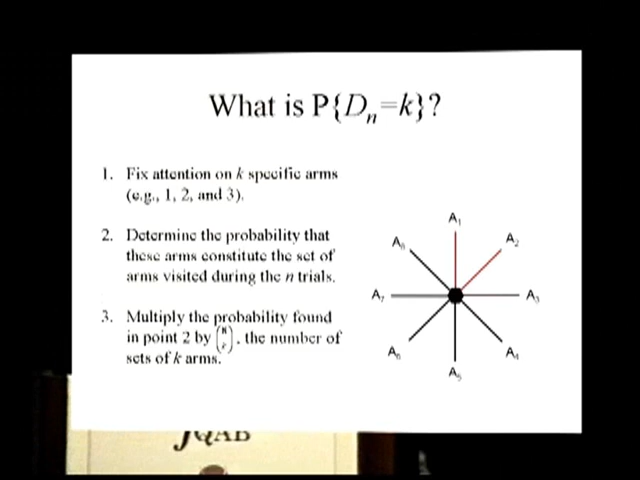 What is P{Dn=k}?
1. Fix attention on k specific arms
(e.g., 1, 2, and 3).
2. Determine the probability that
these arms constitute the set of
arms visited during the n trials.
3. Multiply the probability found
in point 2 by , the number of
sets of k arms.
A1
A2
A3
A4
A5
A6
A7
A8
JQAB